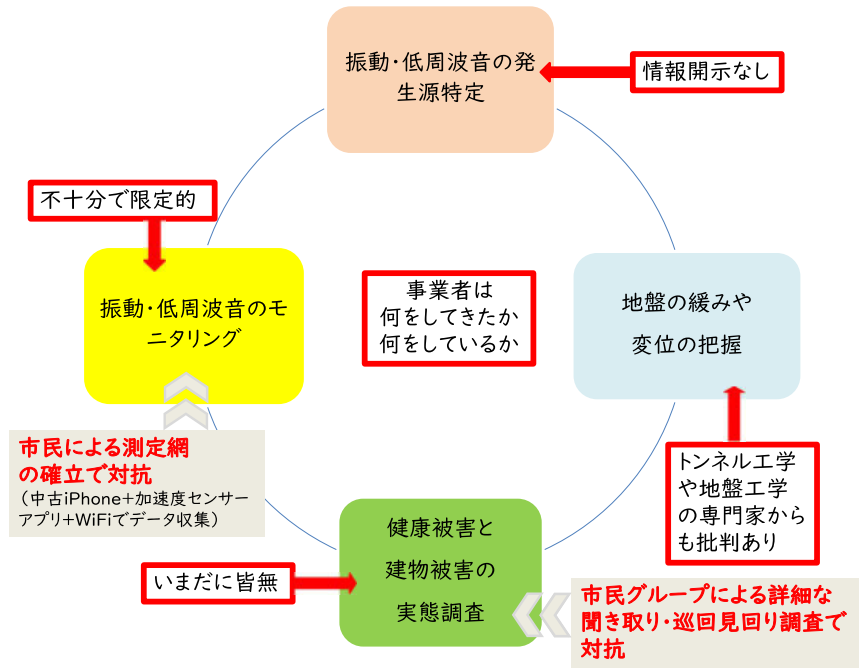 振動・低周波音の発
生源特定
情報開示なし
不十分で限定的
振動・低周波音のモ
ニタリング
事業者は
何をしてきたか
何をしているか
地盤の緩みや
変位の把握
市民による測定網
の確立で対抗
（中古iPhone+加速度センサー
アプリ+WiFiでデータ収集）
トンネル工学
や地盤工学
の専門家から
も批判あり
健康被害と
建物被害の
実態調査
いまだに皆無
市民グループによる詳細な
聞き取り・巡回見回り調査で
対抗